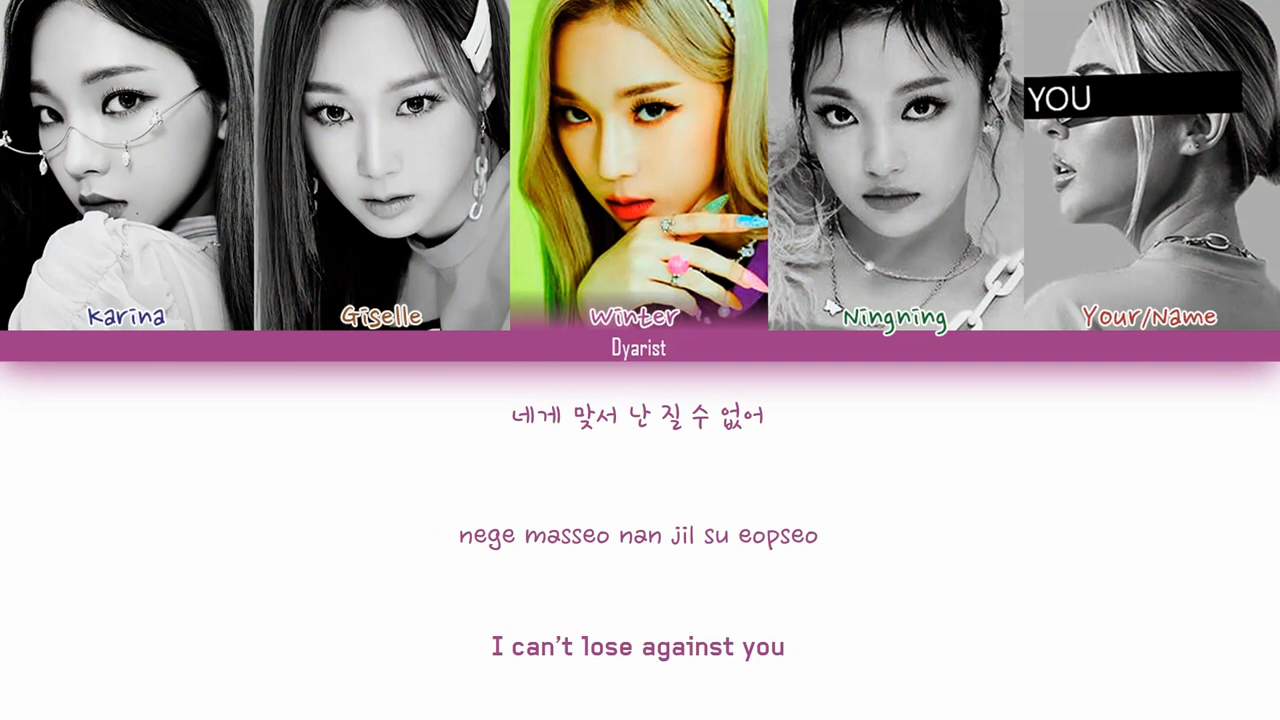 YOU
Karina Giselle Winter Ningning Your/Name
Dyarist
네게 맞서 난 질 수 없어
nege masseo nan jil su eopseo
I can't lose against you